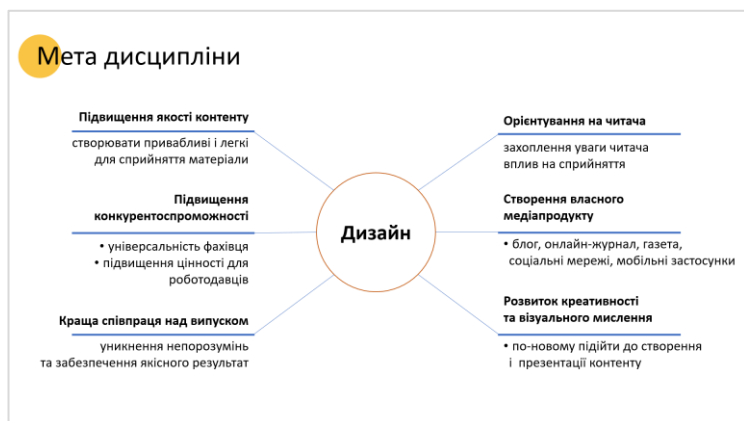 Мета дисципліни
Підвищення якості контенту
створювати привабливі і легкі
для сприйняття матеріали
Підвищення
конкурентоспроможності
• універсальність фахівця
• підвищення цінності для
роботодавців
Краща співпраця над випуском
уникнення непорозумінь
та забезпечення якісного результат
Дизайн
Орієнтування на читача
захоплення уваги читача
вплив на сприйняття
Створення власного
медіапродукту
• блог, онлайн-журнал, газета,
соціальні мережі, мобільні застосунки
Розвиток креативності
та візуального мислення
• по-новому підійти до створення
і презентації контенту